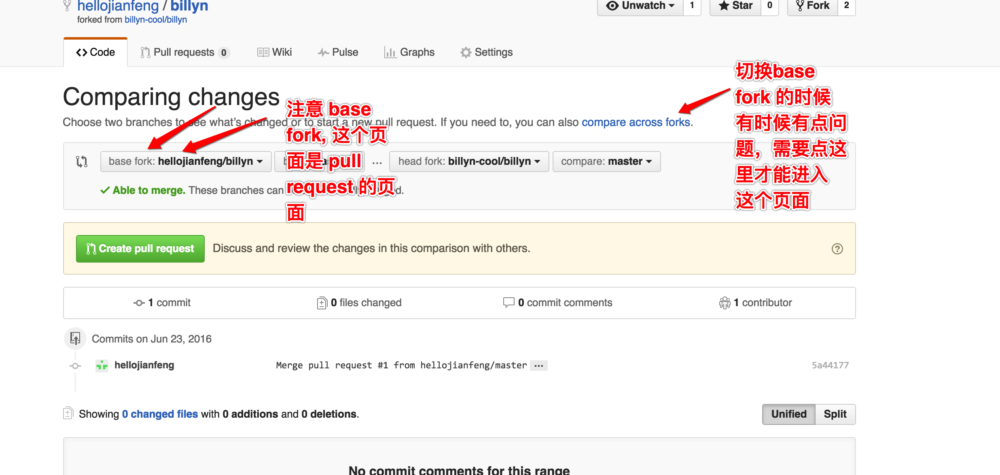 hellojianfeng / billyn
Unwatch 1 Star 0 Fork 2
forked from billyn-cool/billyn
Code Pull requests 0 Wiki Pulse Graphs Settings
Comparing changes
Choose two branches to see what's changed or to start a new pull request. If you need to, you can also compare across forks.
注意 base
fork, 这个页
面是 pull
request 的页
面
切换base
fork 的时候
有时候有点问
题，需要点这
里才能进入
这个页面
base fork: hellojianfeng/billyn ... head fork: billyn-cool/billyn compare: master
Able to merge. These branches can
Create pull request Discuss and review the changes in this comparison with others.
1 commit 0 files changed 0 commit comments 1 contributor
Commits on Jun 23, 2016
hellojianfeng Merge pull request #1 from hellojianfeng/master ... 5a44177
Showing 0 changed files with 0 additions and 0 deletions.
Unified Split
No commit comments for this range